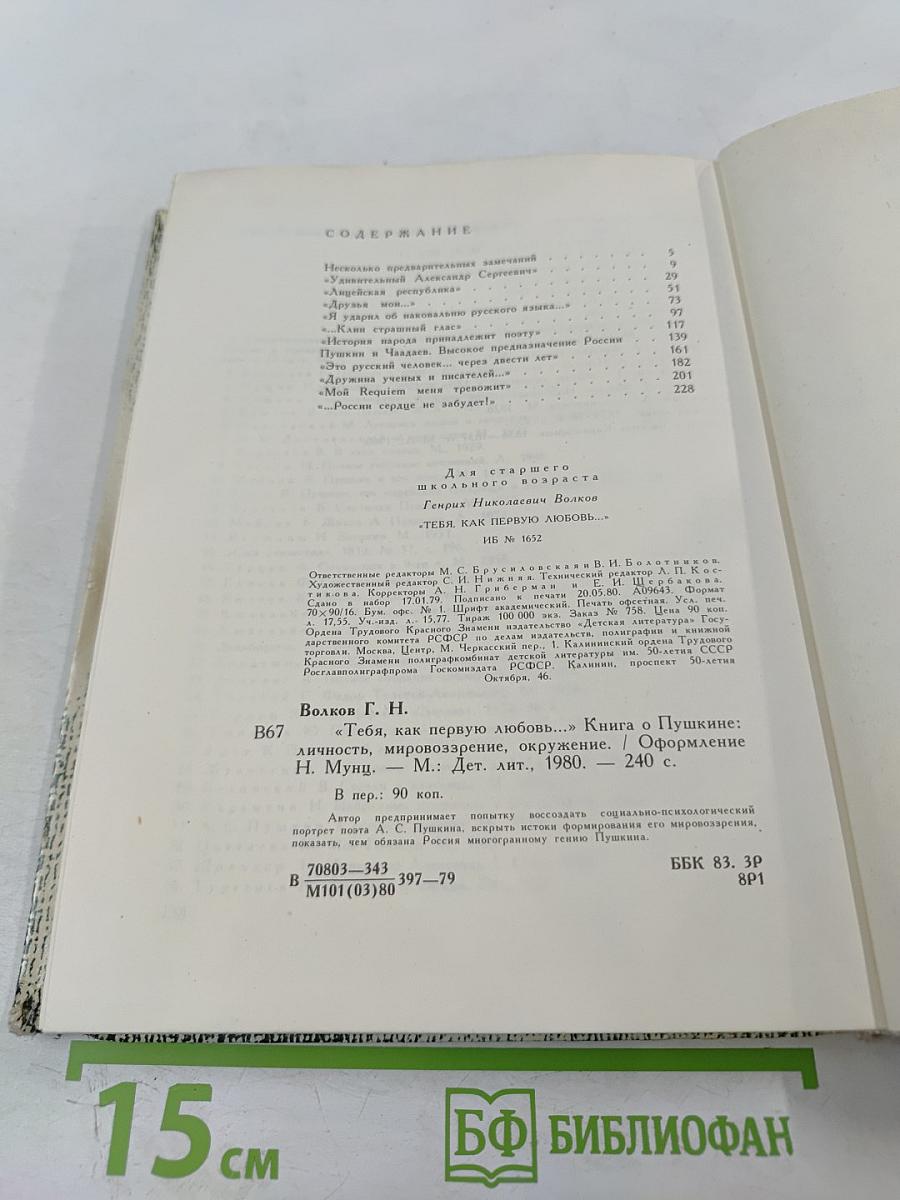 СОДЕРЖАНИЕ
Несколько предварительных замечаний . . . . . . . 5
«Удивительный Александр Сергеевич» . . . . . . . 9
«Лицейская республика» . . . . . . . . . . . 29
«Друзья мои...» . . . . . . . . . . . . . 51
«Я ударил об наковальню русского языка...» . . . . . 73
«...Клии страшный глас» . . . . . . . . . . . 97
«История народа принадлежит поэту» . . . . . . . 117
Пушкин и Чаадаев. Высокое предназначение России . . 139
«Это русский человек... через двести лет» . . . . . . 161
«Дружина ученых и писателей...» . . . . . . . . 182
«Мой Requiem меня тревожит» . . . . . . . . . 201
«...России сердце не забудет!» . . . . . . . . . 228
Для старшего
школьного возраста
Генрих Николаевич Волков
«ТЕБЯ, КАК ПЕРВУЮ ЛЮБОВЬ...»
ИБ № 1652
Ответственные редакторы М. С. Брусиловская и В. И. Болотников.
Художественный редактор С. И. Нижняя. Технический редактор Л. П. Кос-
тикова. Корректоры А. Н. Гриберман и Е. И. Щербакова.
Сдано в набор 17.01.79. Подписано к печати 20.05.80. А09643. Формат
70×90/16. Бум. офс. № 1. Шрифт академический. Печать офсетная. Усл. печ.
л. 17,55. Уч.-изд. л. 15,77. Тираж 100 000 экз. Заказ № 758. Цена 90 коп.
Ордена Трудового Красного Знамени издательство «Детская литература» Госу-
дарственного комитета РСФСР по делам издательств, полиграфии и книжной
торговли. Москва, Центр, М. Черкасский пер., 1. Калининский ордена Трудового
Красного Знамени полиграфкомбинат детской литературы им. 50-летия СССР
Росглавполиграфпрома Госкомиздата РСФСР. Калинин, проспект 50-летия
Октября, 46.
Волков Г. Н.
В67 «Тебя, как первую любовь...» Книга о Пушкине:
личность, мировоззрение, окружение. / Оформление
Н. Мунц. — М.: Дет. лит., 1980. — 240 с.
В пер.: 90 коп.
Автор предпринимает попытку воссоздать социально-психологический
портрет поэта А. С. Пушкина, вскрыть истоки формирования его мировоззрения,
показать, чем обязана Россия многогранному гению Пушкина.
В 70803—343 / М101(03)80 397—79
ББК 83. 3Р
8Р1
15 см
БФ БИБЛИОФАН